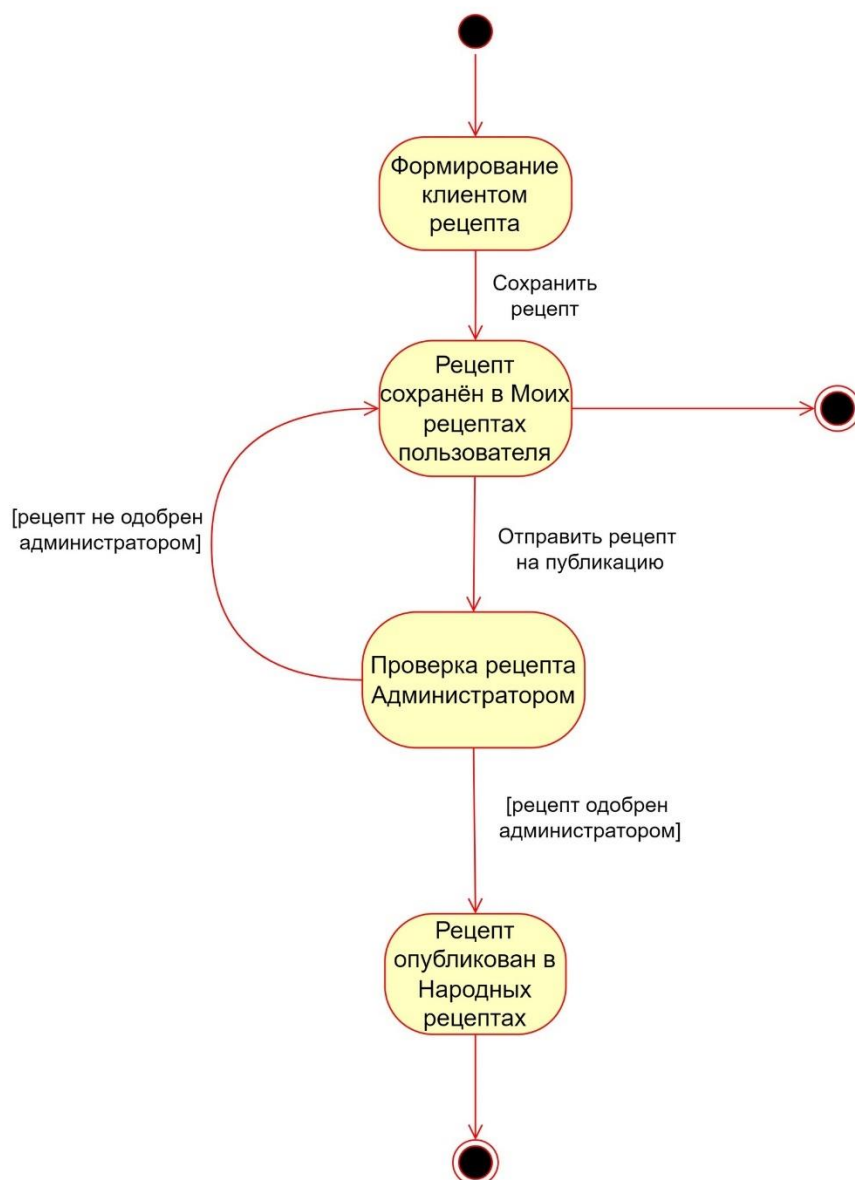 Формирование
клиентом
рецепта
Сохранить
рецепт
Рецепт
сохранён в Моих
рецептах
пользователя
[рецепт не одобрен
администратором]
Отправить рецепт
на публикацию
Проверка рецепта
Администратором
[рецепт одобрен
администратором]
Рецепт
опубликован в
Народных
рецептах